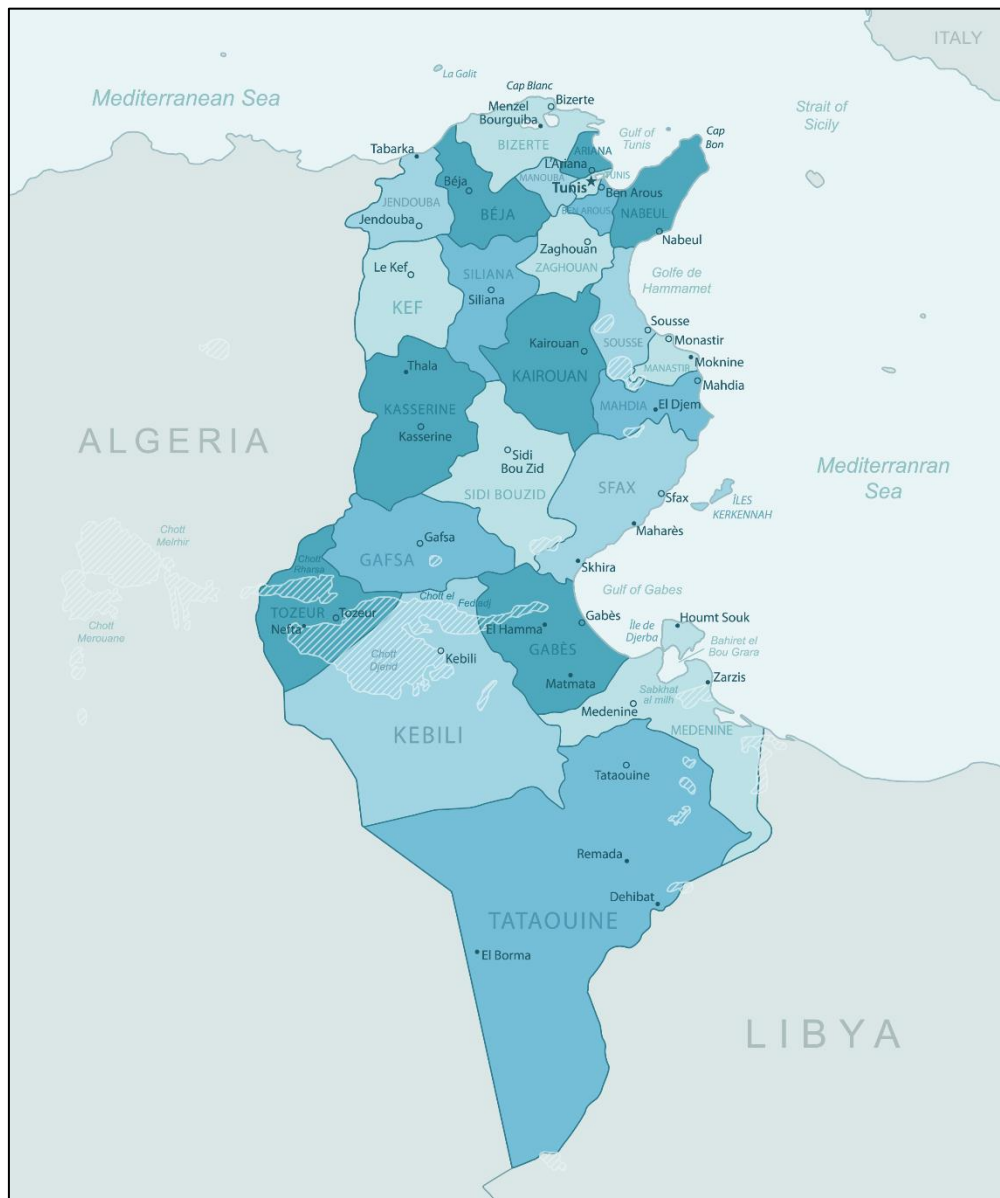 ITALY
La Galit
Mediterranean Sea
Cap Blanc
Bizerte
Menzel
Bourguiba
Strait of
Sicily
BIZERTE
Gulf of
Tunis
Cap
Bon
Tabarka
ARIANA
L'Ariana
MANOUBA
TUNIS
Tunis
Ben Arous
Béja
JENDOUBA
BÉJA
BEN AROUS
NABEUL
Jendouba
Nabeul
Zaghouan
ZAGHOUAN
Le Kef
SILIANA
Siliana
KEF
Golfe de
Hammamet
Sousse
Monastir
SOUSSE
Kairouan
KAIROUAN
MANASTIR
Moknine
Mahdia
Thala
KASSERINE
Kasserine
MAHDIA
El Djem
ALGERIA
Sidi
Bou Zid
SIDI BOUZID
Mediterranran
Sea
SFAX
Sfax
ÎLES
KERKENNAH
Maharès
Chott
Melrhir
Gafsa
GAFSA
Skhira
Chott
Rharsa
Chott el
Fedjadj
Gulf of Gabes
TOZEUR
Tozeur
Nefta
Chott
Merouane
El Hamma
Gabès
Île de
Djerba
Houmt Souk
GABÈS
Bahiret el
Bou Grara
Chott
Djerid
Kebili
Matmata
Zarzis
Sabkhat
al milh
Medenine
KEBILI
MEDENINE
Tataouine
Remada
Dehibat
TATAOUINE
El Borma
LIBYA